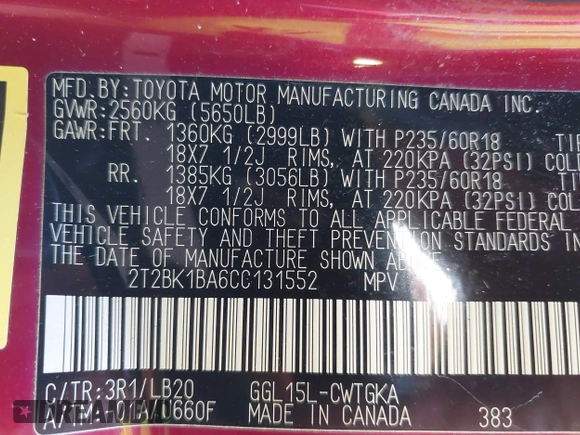 MFD.BY:TOYOTA MOTOR MANUFACTURING CANADA INC.
GVWR:2560KG (5650LB)
GAWR:FRT. 1360KG (2999LB) WITH P235/60R18
18X7 1/2J RIMS, AT 220KPA (32PSI)
RR. 1385KG (3056LB) WITH P235/60R18
18X7 1/2J RIMS, AT 220KPA (32PSI)
THIS VEHICLE CONFORMS TO ALL APPLICABLE FEDERAL
VEHICLE SAFETY AND THEFT PREVENTION STANDARDS IN
THE DATE OF MANUFACTURE SHOWN ABOVE.
2T2BK1BA6CC131552 MPV
C/TR:3R1/LB20 GGL15L-CWTGKA
MADE IN CANADA 383